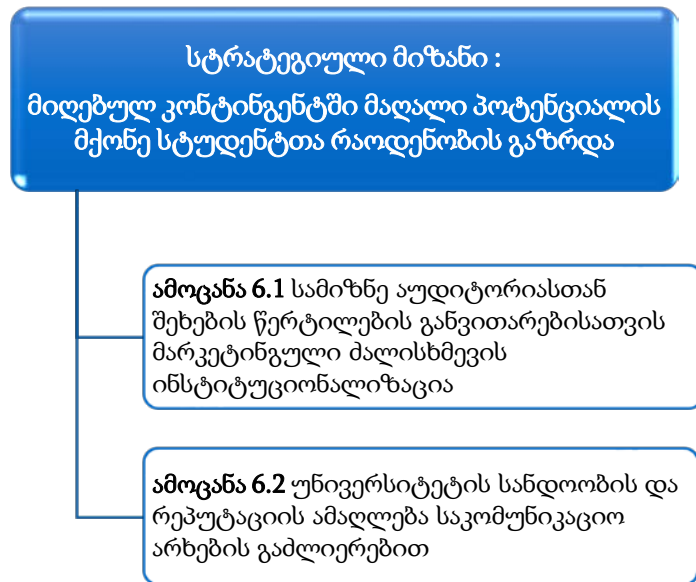 სტრატეგიული მიზანი :
მიღებულ კონტინგენტში მაღალი პოტენციალის
მქონე სტუდენტთა რაოდენობის გაზრდა
ამოცანა 6.1 სამიზნე აუდიტორიასთან
შეხების წერტილების განვითარებისათვის
მარკეტინგული ძალისხმევის
ინსტიტუციონალიზაცია
ამოცანა 6.2 უნივერსიტეტის სანდოობის და
რეპუტაციის ამაღლება საკომუნიკაციო
არხების გაძლიერებით